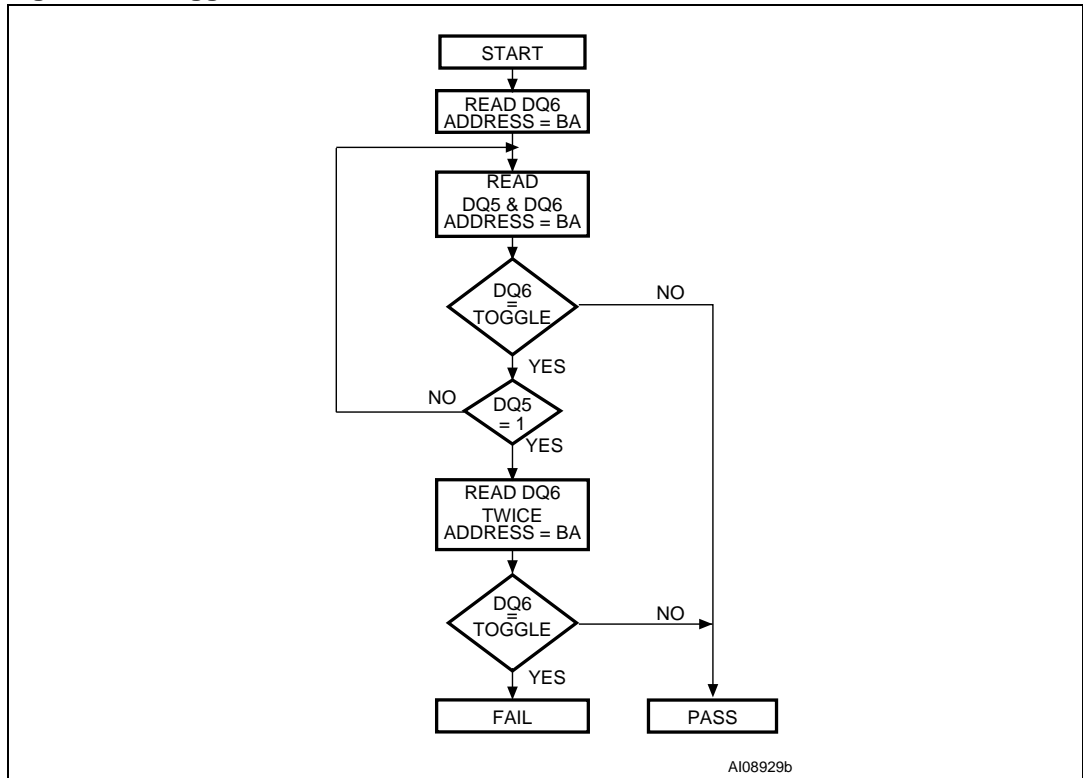 START
READ DQ6
ADDRESS = BA
READ
DQ5 & DQ6
ADDRESS = BA
DQ6
=
TOGGLE
NO
YES
NO
DQ5
= 1
YES
READ DQ6
TWICE
ADDRESS = BA
DQ6
=
TOGGLE
NO
YES
FAIL
PASS
AI08929b